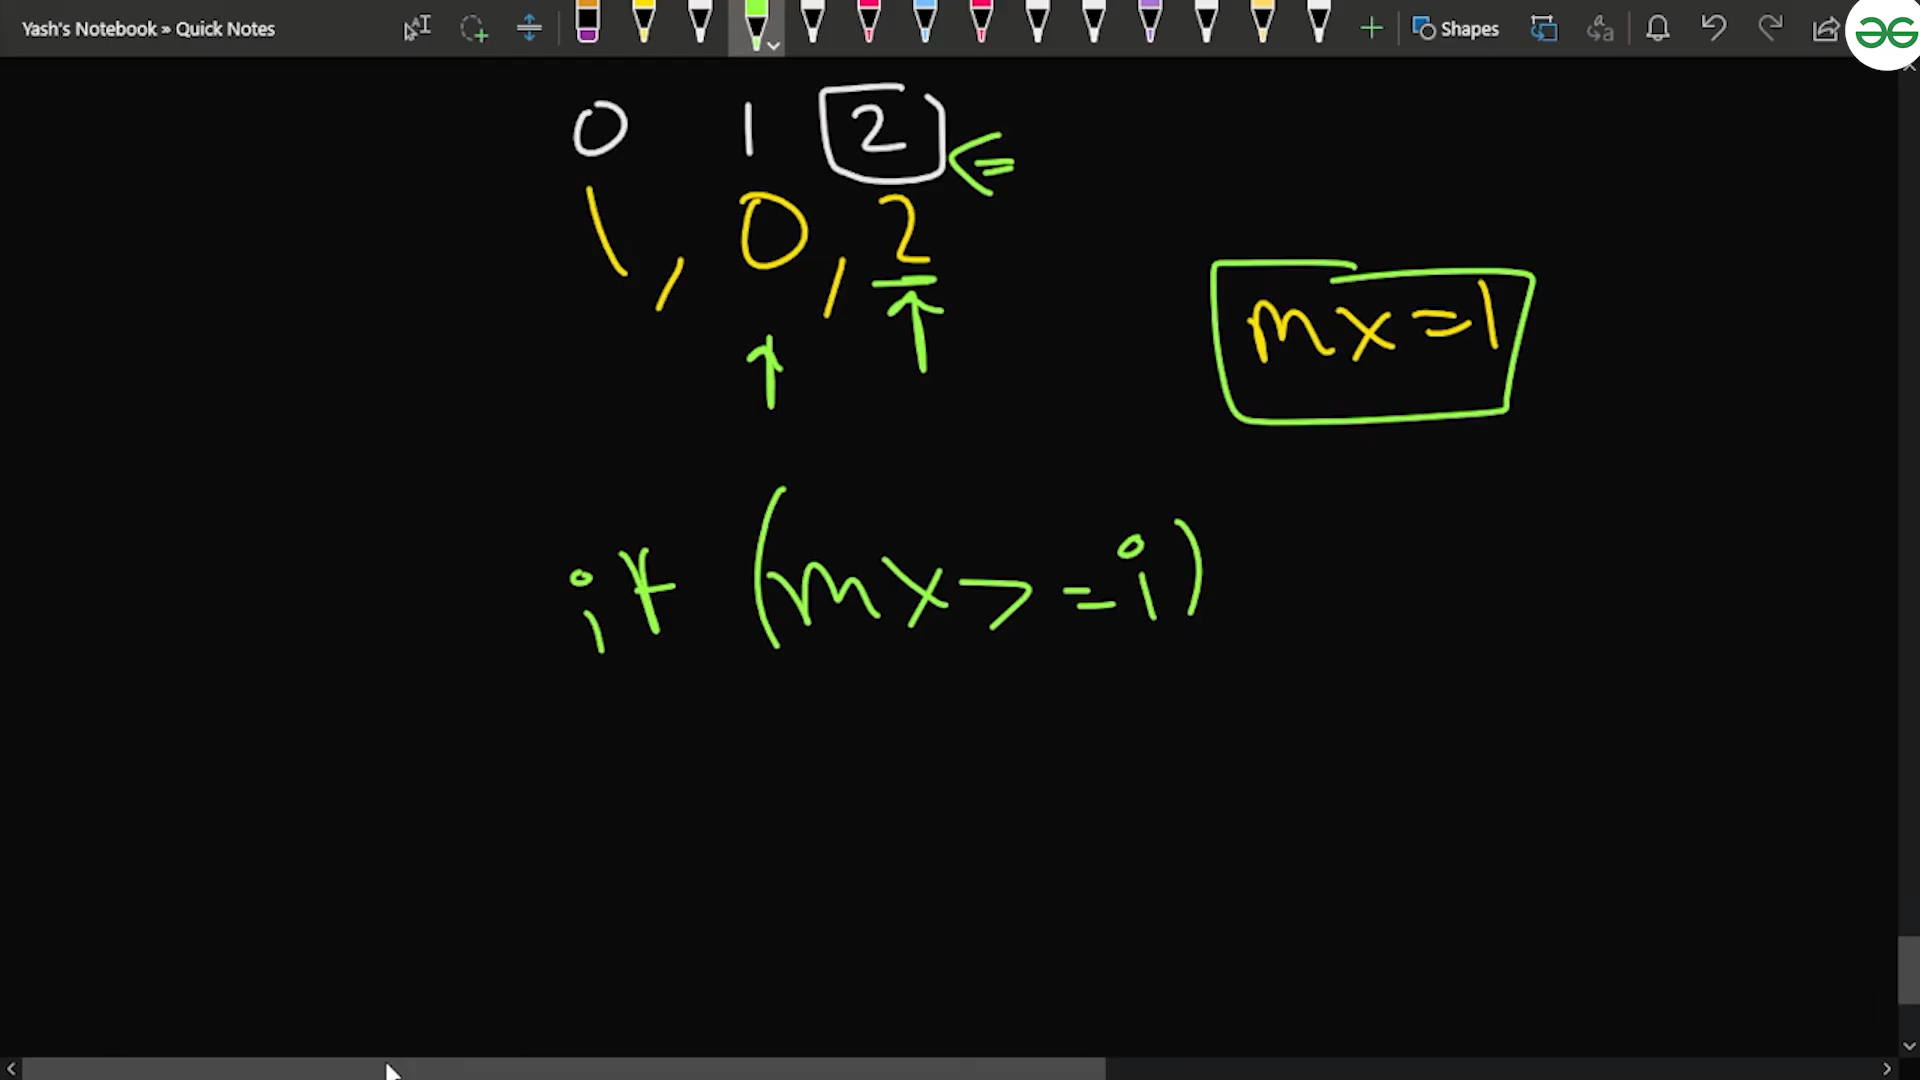 Yash's Notebook » Quick Notes
Shapes
0 1 2 <=
1, 0, 2
mx=1
if (mx>=i)